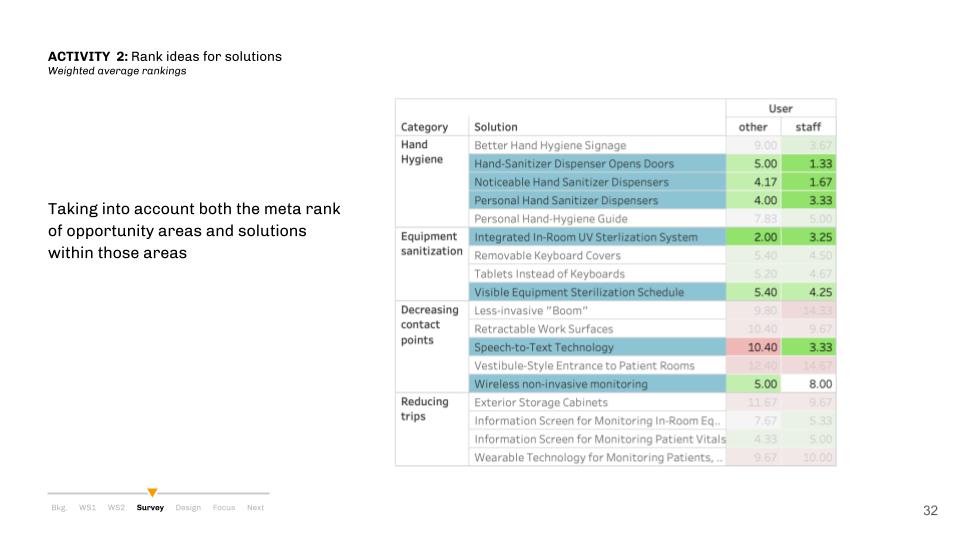 ACTIVITY 2: Rank ideas for solutions
Weighted average rankings
Taking into account both the meta rank
of opportunity areas and solutions
within those areas
User
Category Solution other staff
Hand Hygiene
Better Hand Hygiene Signage 9.00 3.67
Hand-Sanitizer Dispenser Opens Doors 5.00 1.33
Noticeable Hand Sanitizer Dispensers 4.17 1.67
Personal Hand Sanitizer Dispensers 4.00 3.33
Personal Hand-Hygiene Guide 7.83 5.00
Equipment sanitization
Integrated In-Room UV Sterlization System 2.00 3.25
Removable Keyboard Covers 5.40 4.50
Tablets Instead of Keyboards 5.20 4.67
Visible Equipment Sterilization Schedule 5.40 4.25
Decreasing contact points
Less-invasive "Boom" 9.80 14.33
Retractable Work Surfaces 10.40 9.67
Speech-to-Text Technology 10.40 3.33
Vestibule-Style Entrance to Patient Rooms 12.40 14.67
Wireless non-invasive monitoring 5.00 8.00
Reducing trips
Exterior Storage Cabinets 11.67 9.67
Information Screen for Monitoring In-Room Eq.. 7.67 5.33
Information Screen for Monitoring Patient Vitals 4.33 5.00
Wearable Technology for Monitoring Patients, .. 9.67 10.00
Bkg. WS1 WS2 Survey Design Focus Next
32